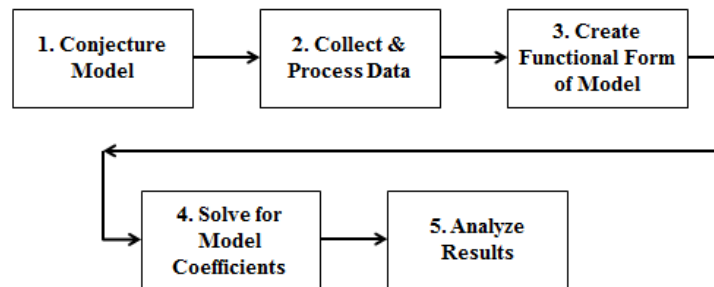 1. Conjecture
Model
2. Collect &
Process Data
3. Create
Functional Form
of Model
4. Solve for
Model
Coefficients
5. Analyze
Results